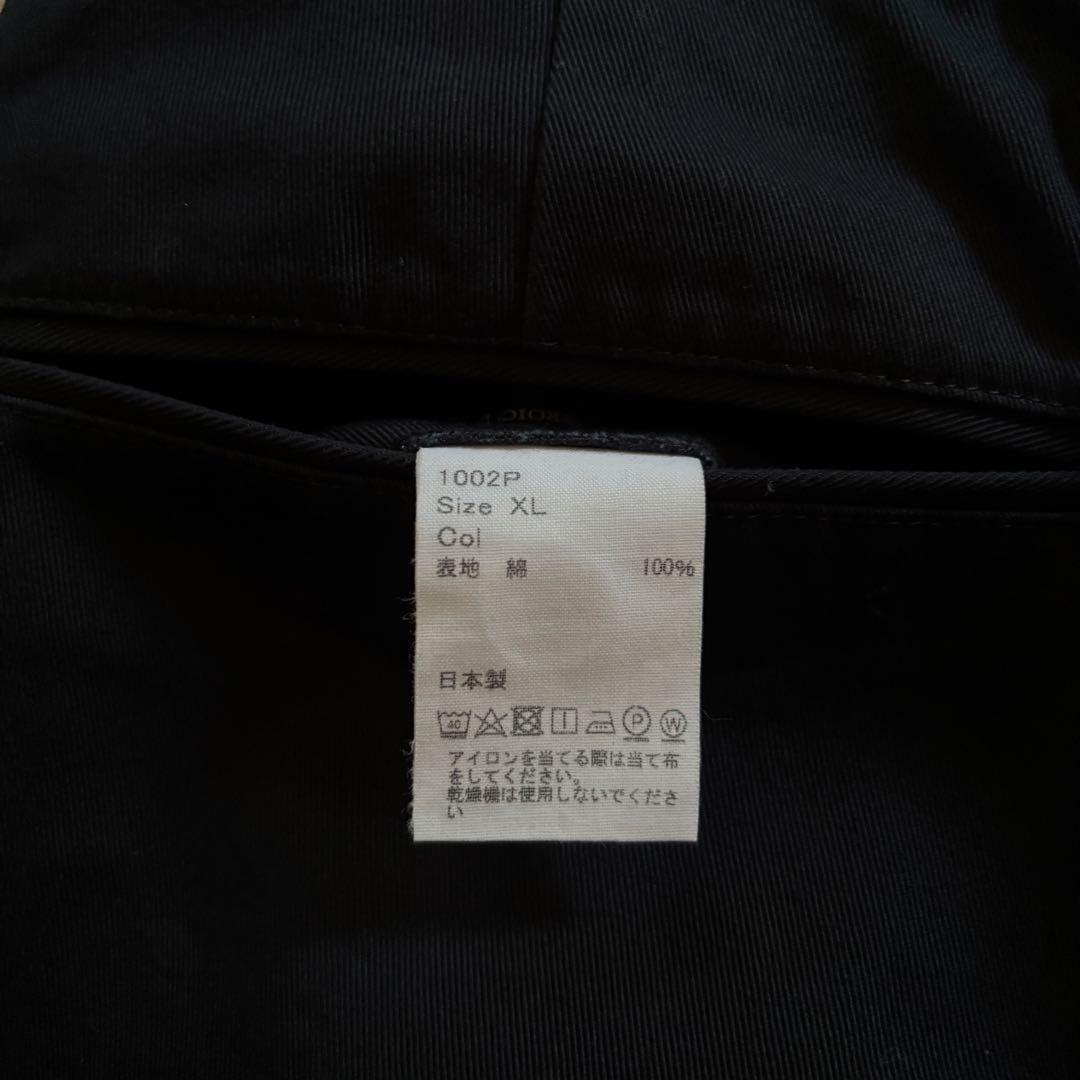 1002P
Size XL
Col
表地 綿 100%
日本製
40 P W
アイロンを当てる際は当て布
をしてください。
乾燥機は使用しないでくださ
い